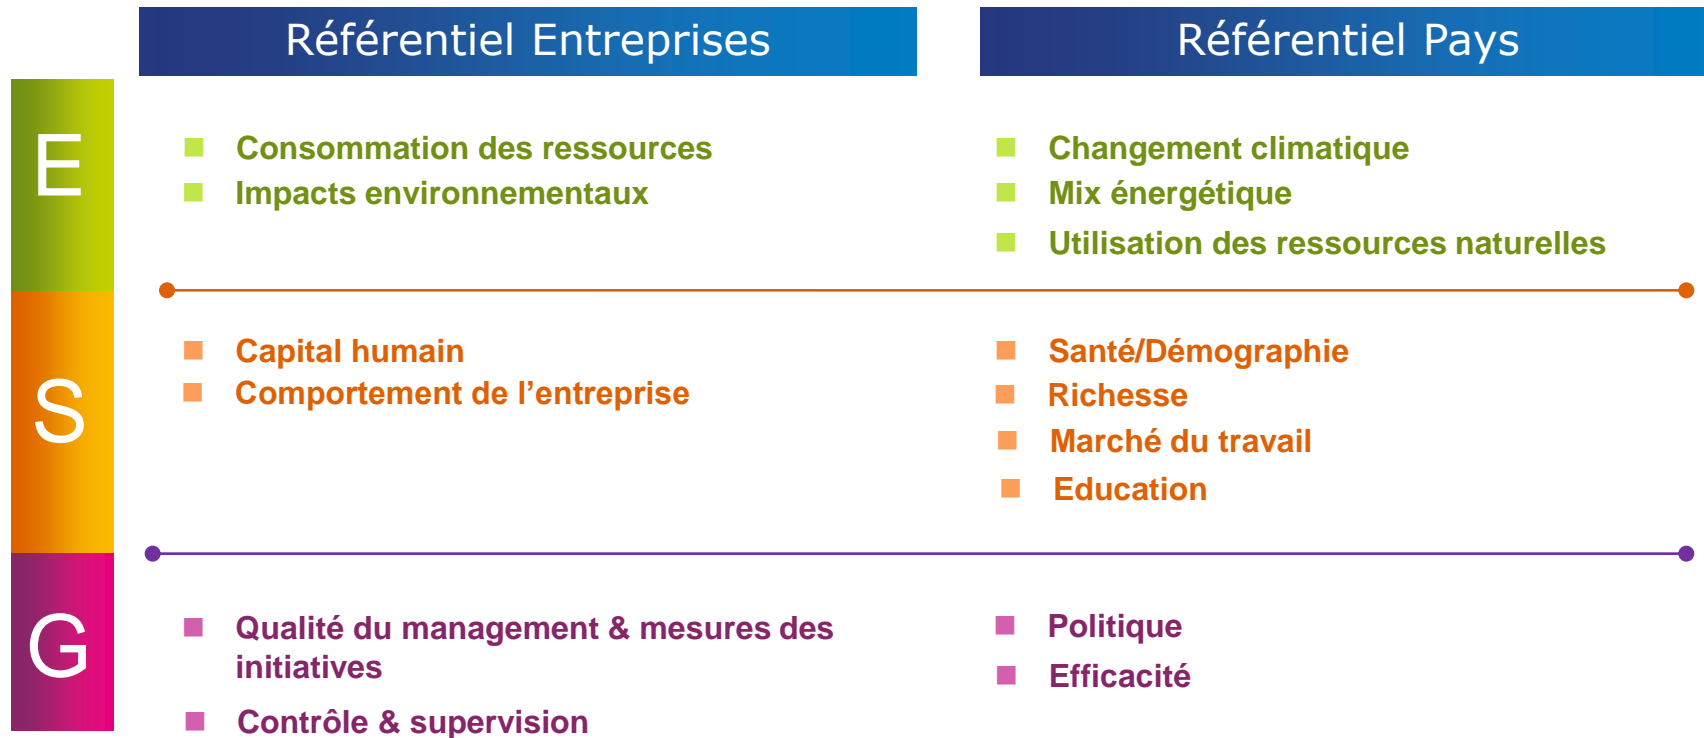 Référentiel Entreprises
Référentiel Pays
E
Consommation des ressources
Impacts environnementaux
Changement climatique
Mix énergétique
Utilisation des ressources naturelles
S
Capital humain
Comportement de l’entreprise
Santé/Démographie
Richesse
Marché du travail
Education
G
Qualité du management & mesures des
initiatives
Contrôle & supervision
Politique
Efficacité